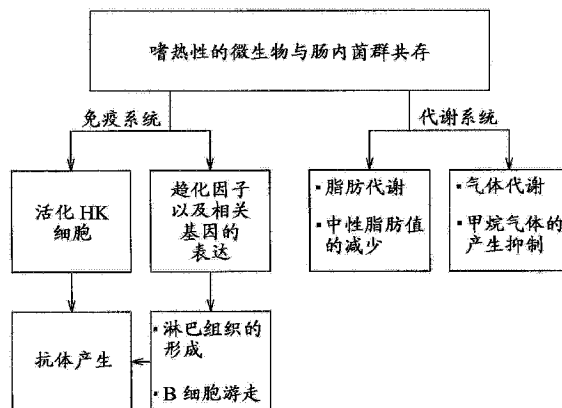 嗜热性的微生物与肠内菌群共存
免疫系统
代谢系统
活化 HK
细胞
趋化因子
以及相关
基因的
表达
▪脂肪代谢
▪中性脂肪值
的减少
▪气体代谢
▪甲烷气体的
产生抑制
抗体产生
▪淋巴组织的
形成
▪B 细胞游走